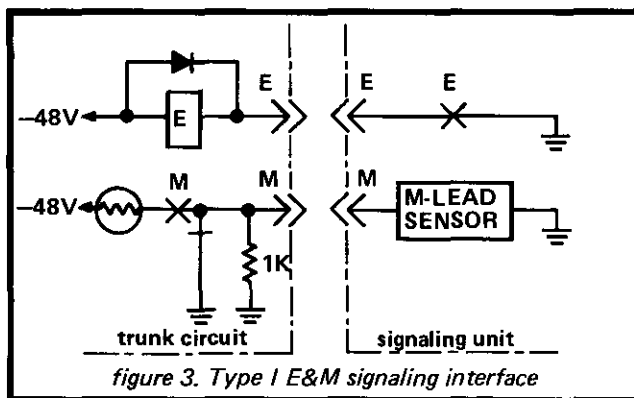 E E E
–48V E
M M M
–48V M-LEAD
SENSOR
1K
trunk circuit signaling unit
figure 3. Type I E&M signaling interface